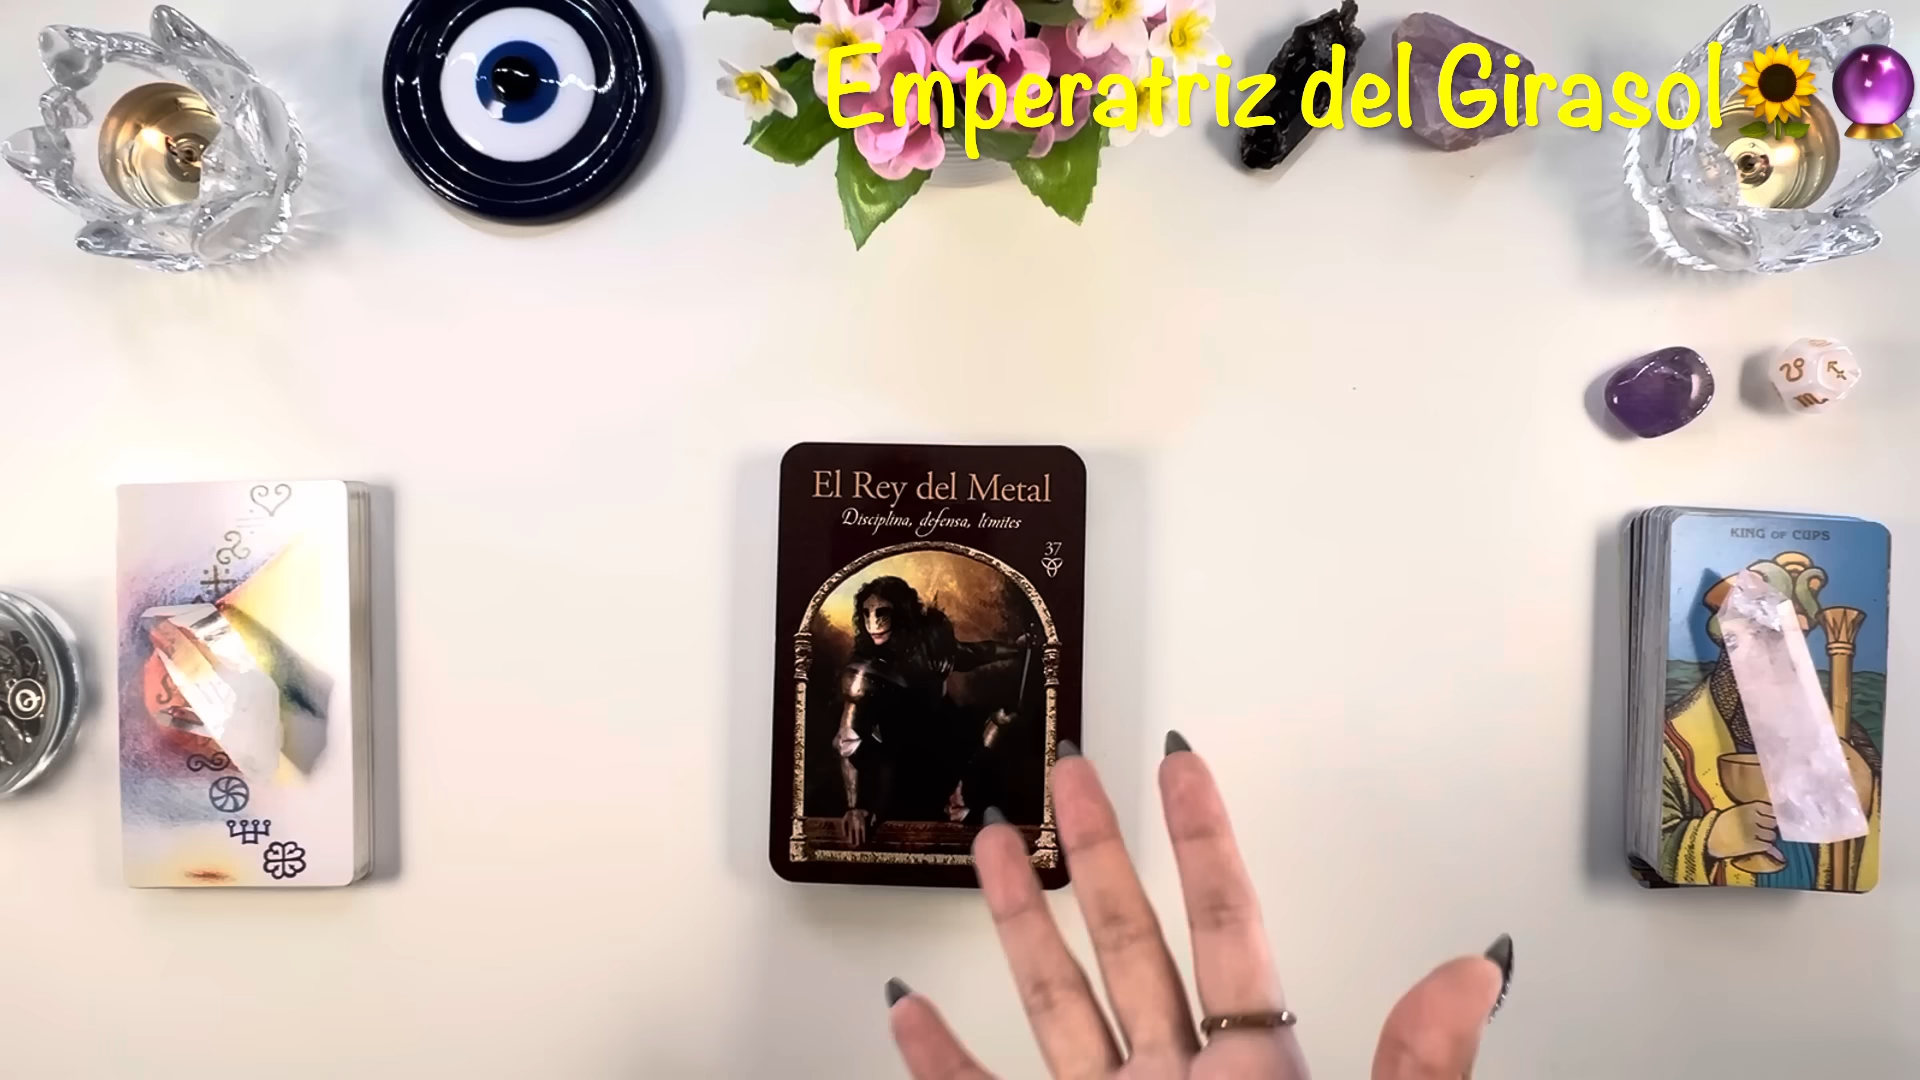 Emperatriz del Girasol
El Rey del Metal
Disciplina, defensa, límites
37
KING OF CUPS